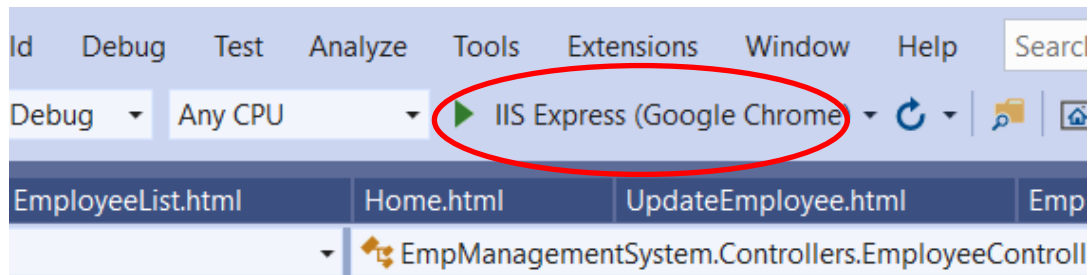 ld Debug Test Analyze Tools Extensions Window Help Search
Debug Any CPU IIS Express (Google Chrome)
EmployeeList.html Home.html UpdateEmployee.html Emp
EmpManagementSystem.Controllers.EmployeeControll